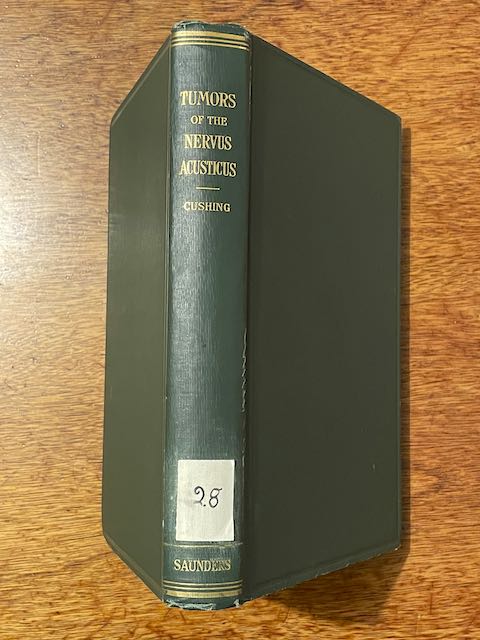 TUMORS
OF THE
NERVUS
ACUSTICUS
CUSHING
28
SAUNDERS